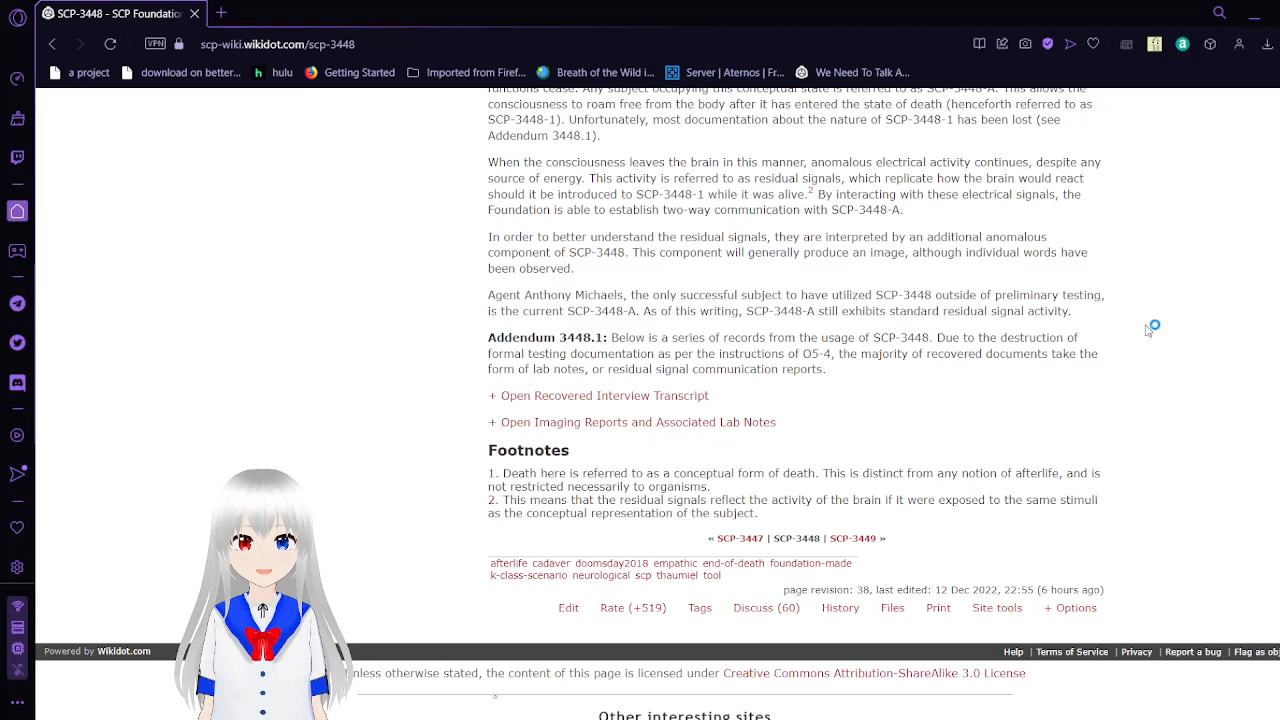 SCP-3448 - SCP Foundation
VPN
scp-wiki.wikidot.com/scp-3448
a project
download on better...
hulu
Getting Started
Imported from Firef...
Breath of the Wild i...
Server | Aternos | Fr...
We Need To Talk A...
functions cease. Any subject occupying this conceptual state is referred to as SCP-3448-A. This allows the
consciousness to roam free from the body after it has entered the state of death (henceforth referred to as
SCP-3448-1). Unfortunately, most documentation about the nature of SCP-3448-1 has been lost (see
Addendum 3448.1).
When the consciousness leaves the brain in this manner, anomalous electrical activity continues, despite any
source of energy. This activity is referred to as residual signals, which replicate how the brain would react
should it be introduced to SCP-3448-1 while it was alive.2 By interacting with these electrical signals, the
Foundation is able to establish two-way communication with SCP-3448-A.
In order to better understand the residual signals, they are interpreted by an additional anomalous
component of SCP-3448. This component will generally produce an image, although individual words have
been observed.
Agent Anthony Michaels, the only successful subject to have utilized SCP-3448 outside of preliminary testing,
is the current SCP-3448-A. As of this writing, SCP-3448-A still exhibits standard residual signal activity.
Addendum 3448.1: Below is a series of records from the usage of SCP-3448. Due to the destruction of
formal testing documentation as per the instructions of O5-4, the majority of recovered documents take the
form of lab notes, or residual signal communication reports.
+ Open Recovered Interview Transcript
+ Open Imaging Reports and Associated Lab Notes
Footnotes
1. Death here is referred to as a conceptual form of death. This is distinct from any notion of afterlife, and is
not restricted necessarily to organisms.
2. This means that the residual signals reflect the activity of the brain if it were exposed to the same stimuli
as the conceptual representation of the subject.
« SCP-3447 | SCP-3448 | SCP-3449 »
afterlife cadaver doomsday2018 empathic end-of-death foundation-made
k-class-scenario neurological scp thaumiel tool
page revision: 38, last edited: 12 Dec 2022, 22:55 (6 hours ago)
Edit Rate (+519) Tags Discuss (60) History Files Print Site tools + Options
Powered by Wikidot.com
Help | Terms of Service | Privacy | Report a bug | Flag as obj
nless otherwise stated, the content of this page is licensed under Creative Commons Attribution-ShareAlike 3.0 License
Other interesting sites